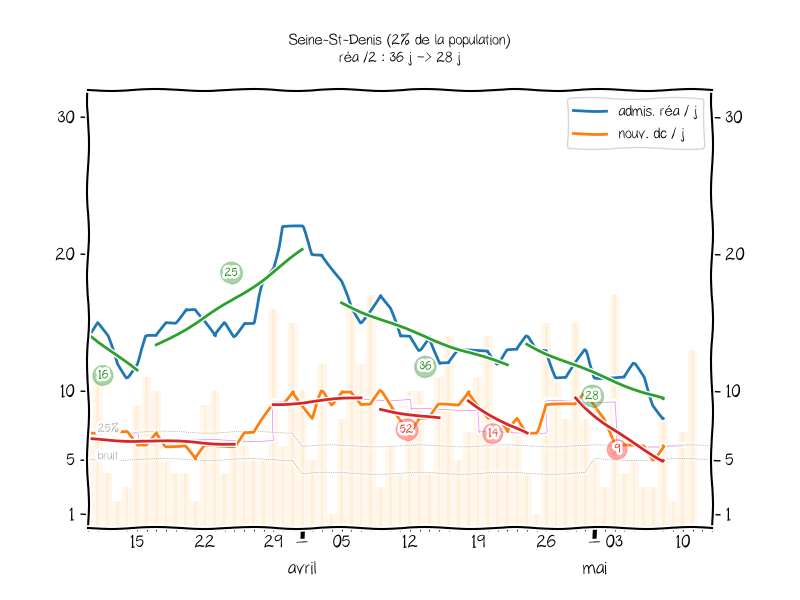 Seine-St-Denis (2% de la population)
réa /2 : 36 j -> 28 j
admis. réa / j
nouv. dc / j
30
30
20
20
10
10
5
5
1
1
25
16
36
28
52
14
9
25%
bruit
15 22 29 05 12 19 26 03 10
avril mai